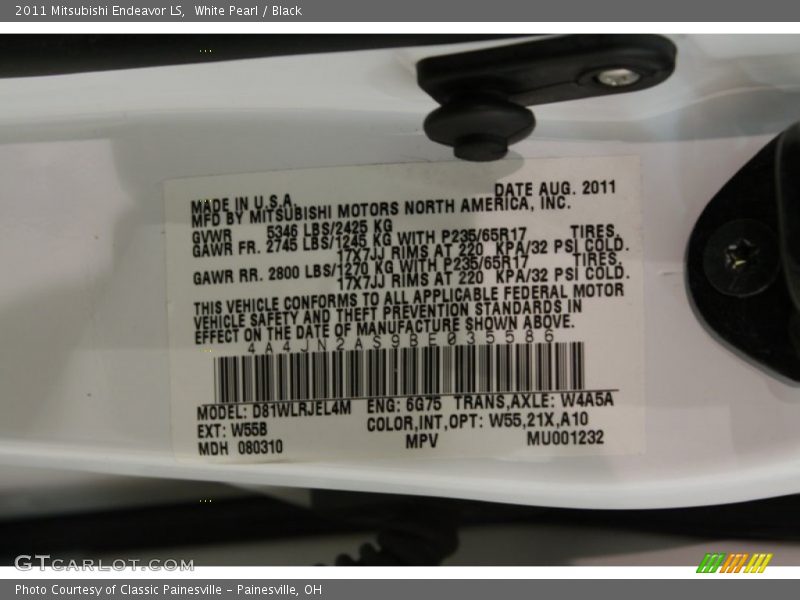 2011 Mitsubishi Endeavor LS,  White Pearl / Black
DATE AUG. 2011
MADE IN U.S.A.
MFD BY MITSUBISHI MOTORS NORTH AMERICA, INC.
GVWR 5346 LBS/2425 KG
GAWR FR. 2745 LBS/1245 KG WITH P235/65R17 TIRES,
17X7JJ RIMS AT 220 KPA/32 PSI COLD.
GAWR RR. 2800 LBS/1270 KG WITH P235/65R17 TIRES,
17X7JJ RIMS AT 220 KPA/32 PSI COLD.
THIS VEHICLE CONFORMS TO ALL APPLICABLE FEDERAL MOTOR
VEHICLE SAFETY AND THEFT PREVENTION STANDARDS IN
EFFECT ON THE DATE OF MANUFACTURE SHOWN ABOVE.
4A4JN2AS9BE035586
MODEL: D81WLRJEL4M ENG: 6G75 TRANS,AXLE: W4A5A
EXT: W55B COLOR,INT,OPT: W55,21X,A10
MDH 080310 MPV MU001232
GTCARLOT.COM
Photo Courtesy of Classic Painesville - Painesville, OH